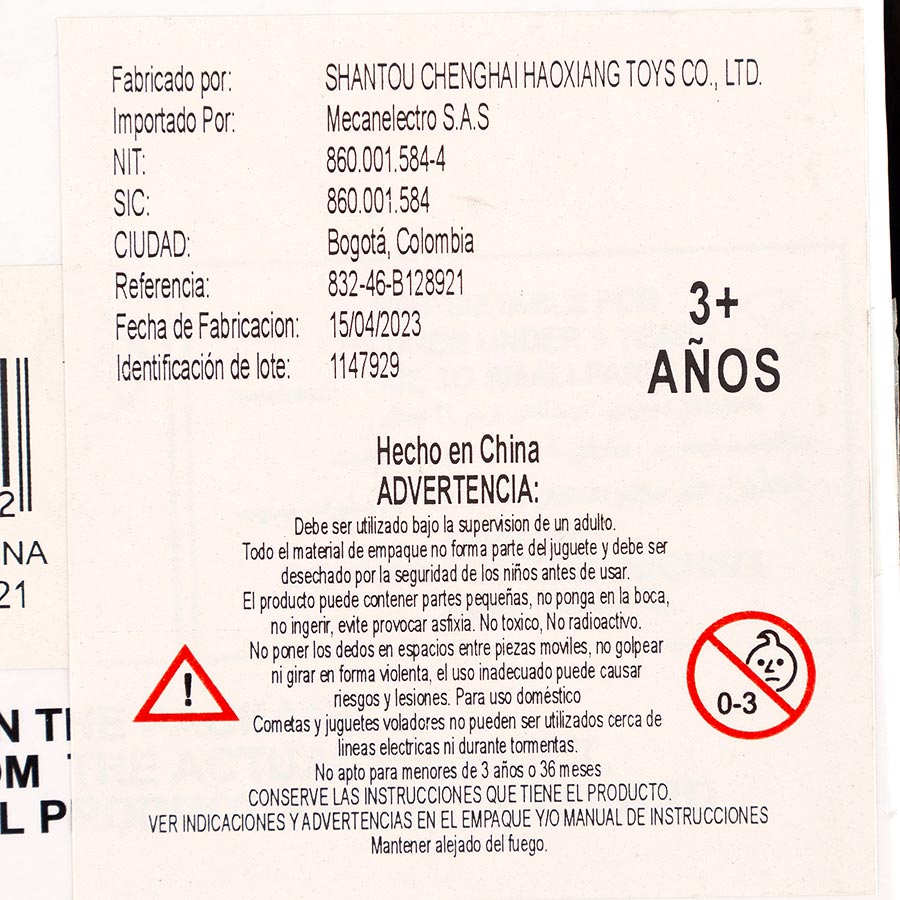 Fabricado por: SHANTOU CHENGHAI HAOXIANG TOYS CO., LTD.
Importado Por: Mecanelectro S.A.S
NIT: 860.001.584-4
SIC: 860.001.584
CIUDAD: Bogotá, Colombia
Referencia: 832-46-B128921
Fecha de Fabricacion: 15/04/2023
Identificación de lote: 1147929
3+
AÑOS
Hecho en China
ADVERTENCIA:
Debe ser utilizado bajo la supervision de un adulto.
Todo el material de empaque no forma parte del juguete y debe ser
desechado por la seguridad de los niños antes de usar.
El producto puede contener partes pequeñas, no ponga en la boca,
no ingerir, evite provocar asfixia. No toxico, No radioactivo.
No poner los dedos en espacios entre piezas moviles, no golpear
ni girar en forma violenta, el uso inadecuado puede causar
riesgos y lesiones. Para uso doméstico
Cometas y juguetes voladores no pueden ser utilizados cerca de
lineas electricas ni durante tormentas.
No apto para menores de 3 años o 36 meses
CONSERVE LAS INSTRUCCIONES QUE TIENE EL PRODUCTO.
VER INDICACIONES Y ADVERTENCIAS EN EL EMPAQUE Y/O MANUAL DE INSTRUCCIONES
Mantener alejado del fuego.
!
0-3
2
NA
21
N TH
OM THE ACTU
L PRODUC